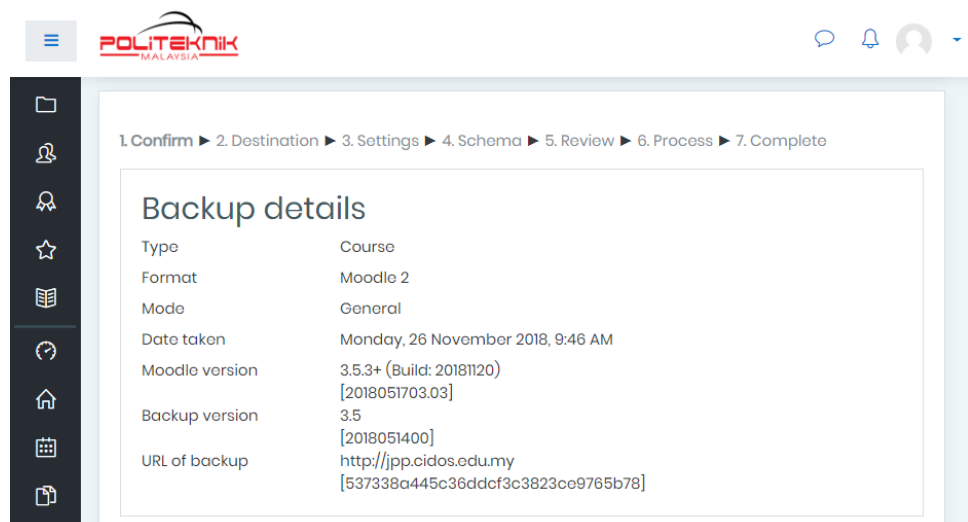 POLITEKNIK
MALAYSIA
1. Confirm ► 2. Destination ► 3. Settings ► 4. Schema ► 5. Review ► 6. Process ► 7. Complete
Backup details
Type Course
Format Moodle 2
Mode General
Date taken Monday, 26 November 2018, 9:46 AM
Moodle version 3.5.3+ (Build: 20181120)
[2018051703.03]
Backup version 3.5
[2018051400]
URL of backup http://jpp.cidos.edu.my
[537338a445c36ddcf3c3823ce9765b78]